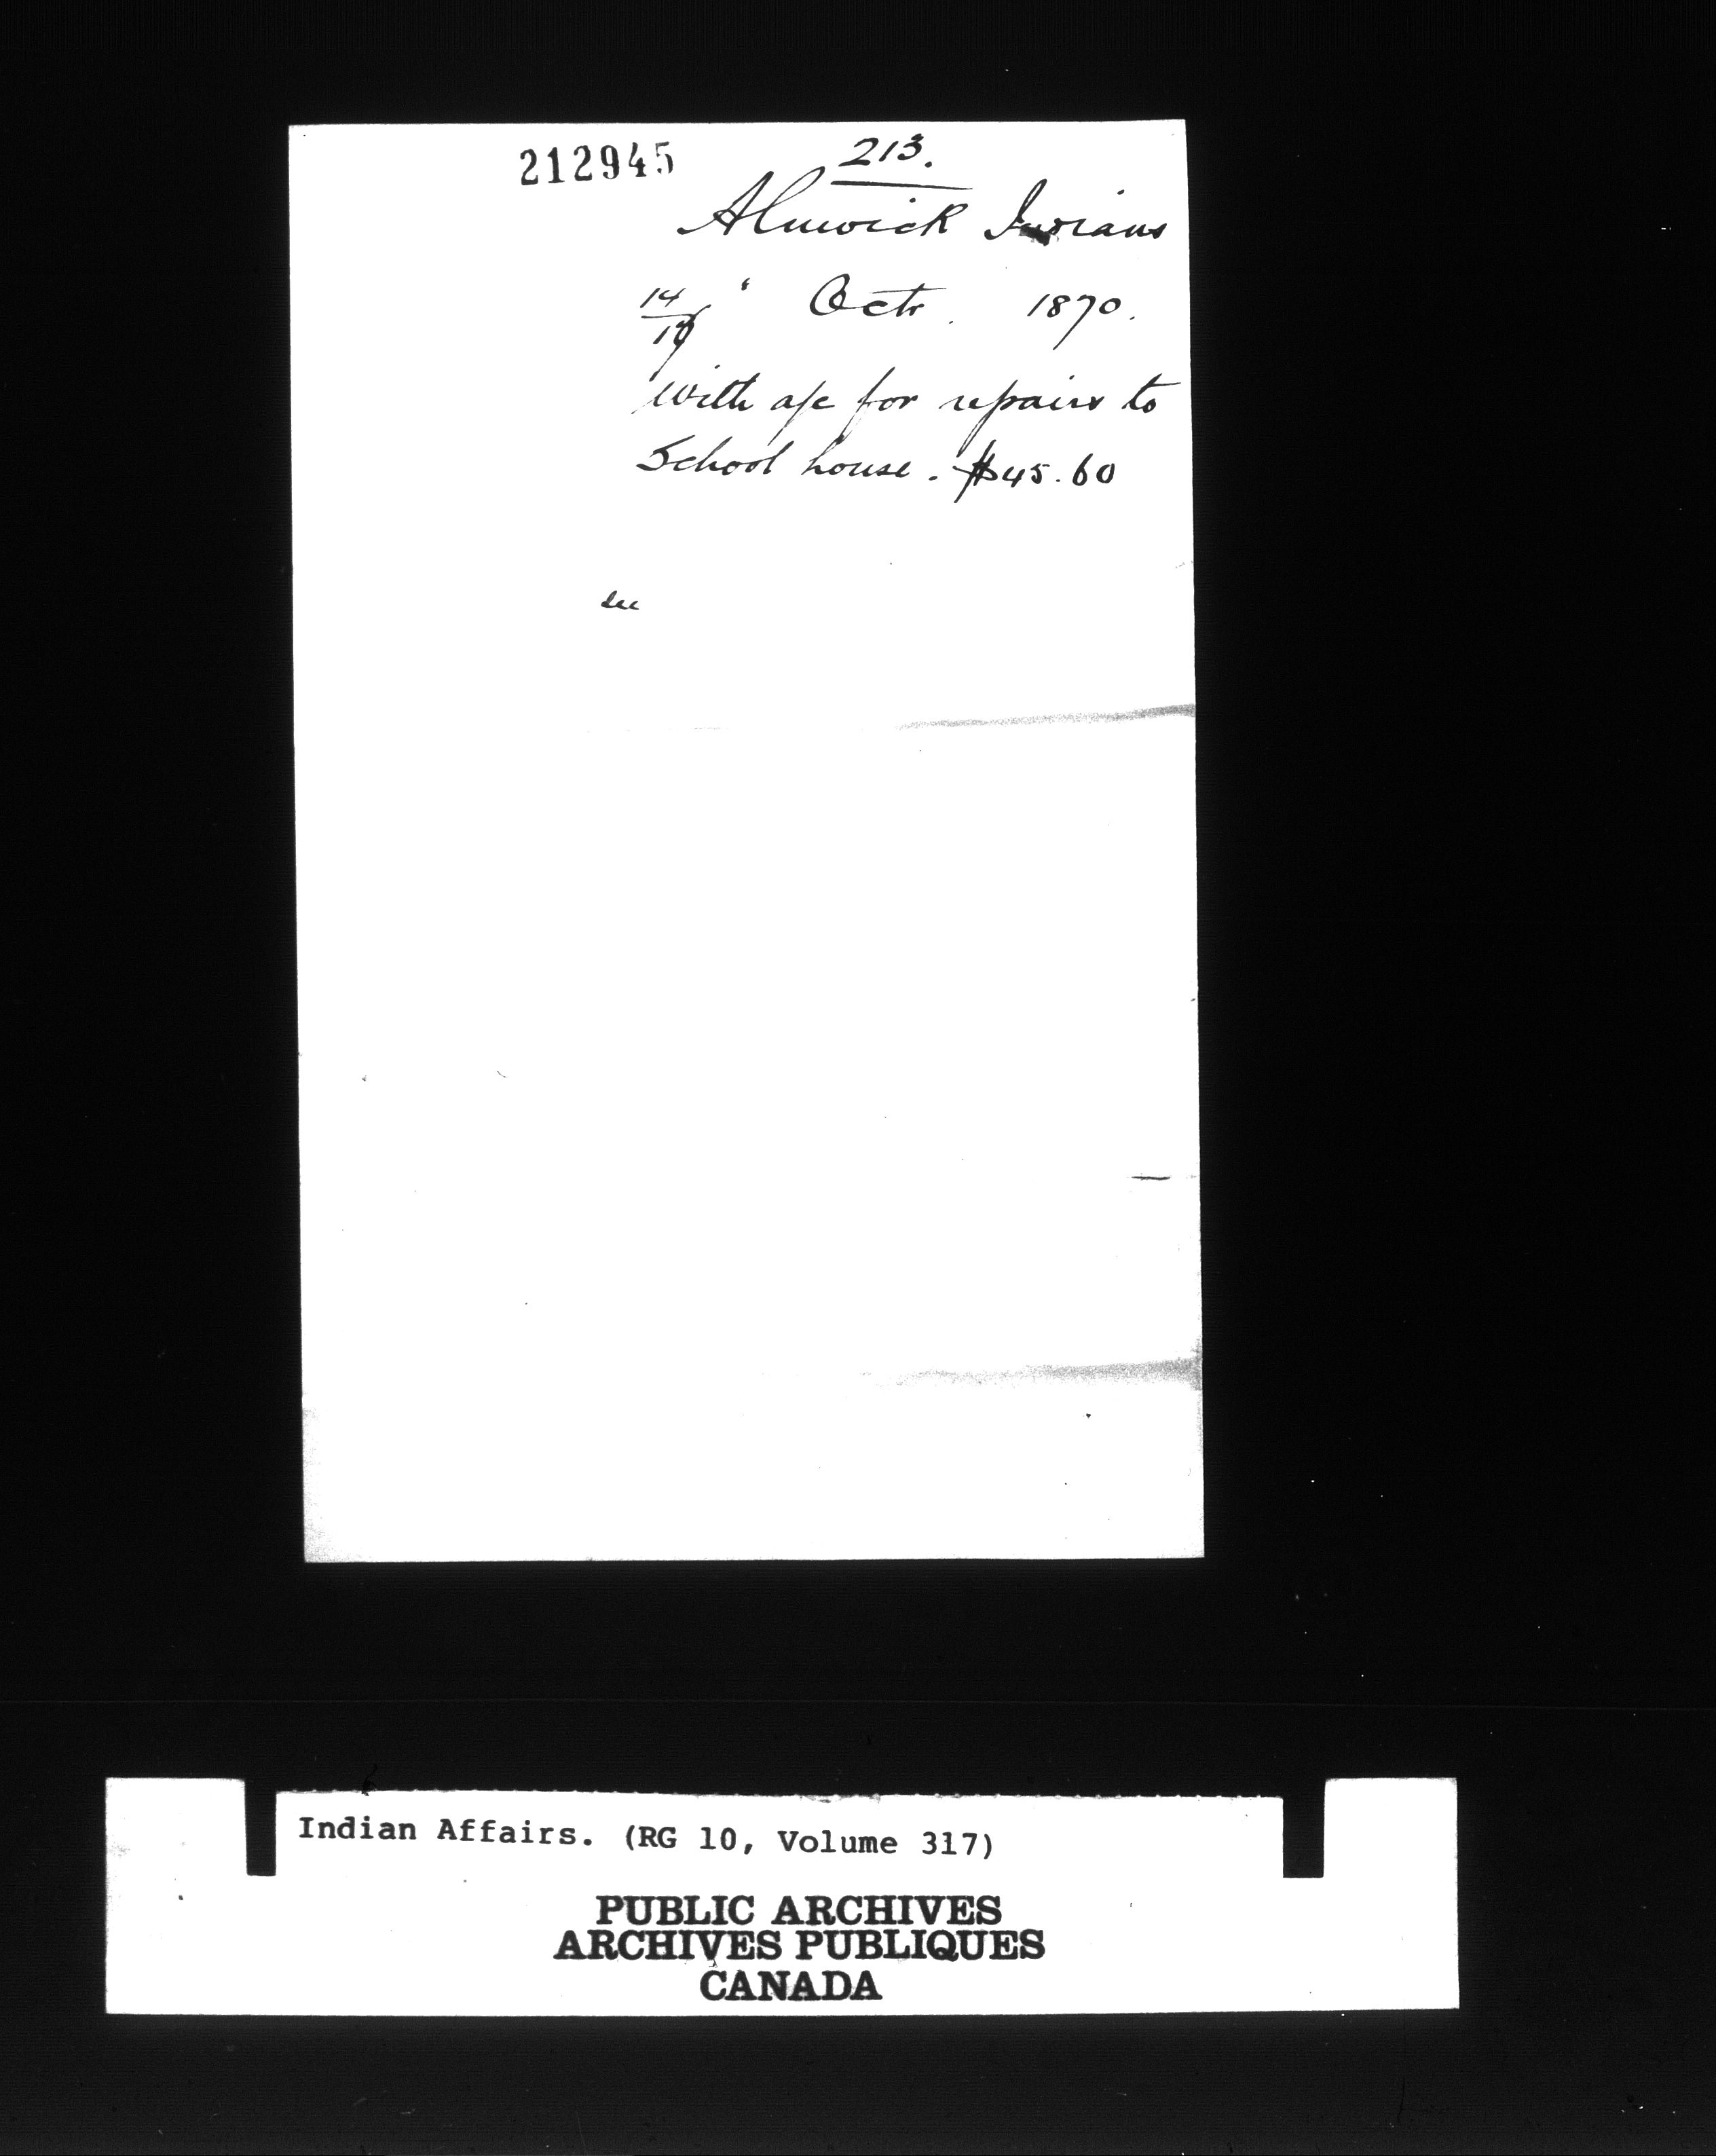 212945
213.
Alnwick Indians
14/19 " Octr. 1870.
with a/c for repairs to
School house. $45.60
Indian Affairs. (RG 10, Volume 317)
PUBLIC ARCHIVES
ARCHIVES PUBLIQUES
CANADA